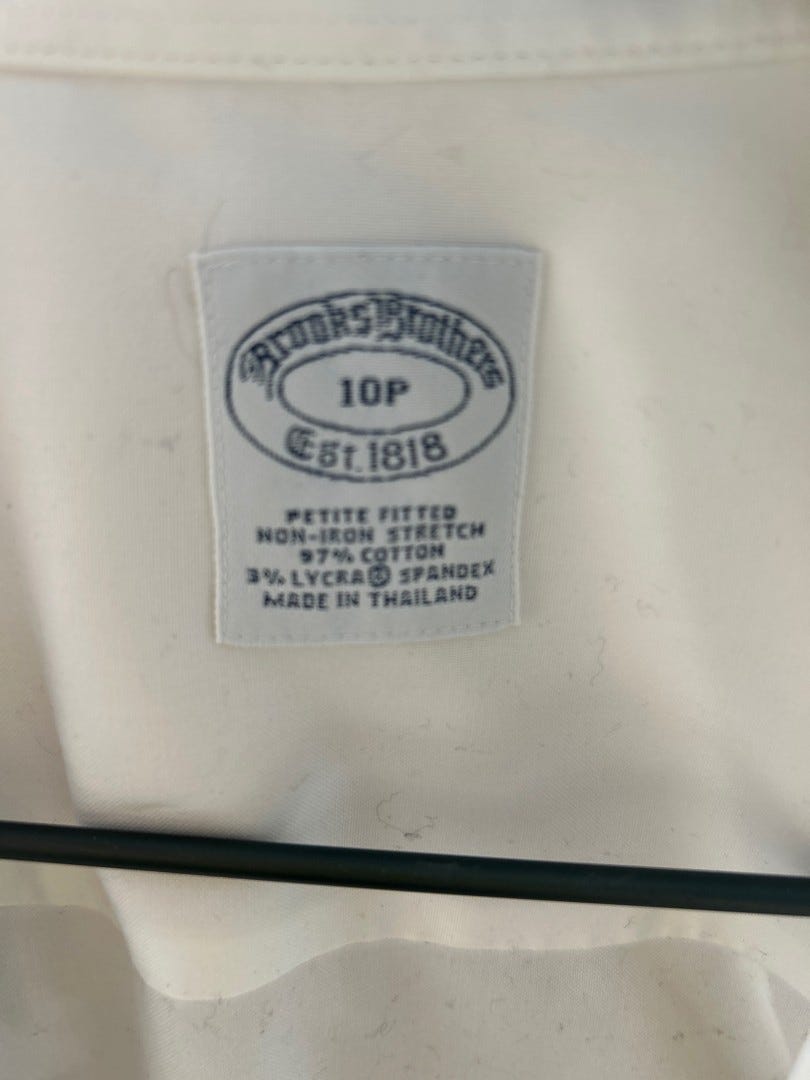 Brooks Brothers
10P
Est. 1818
PETITE FITTED
NON-IRON STRETCH
97% COTTON
3% LYCRA® SPANDEX
MADE IN THAILAND